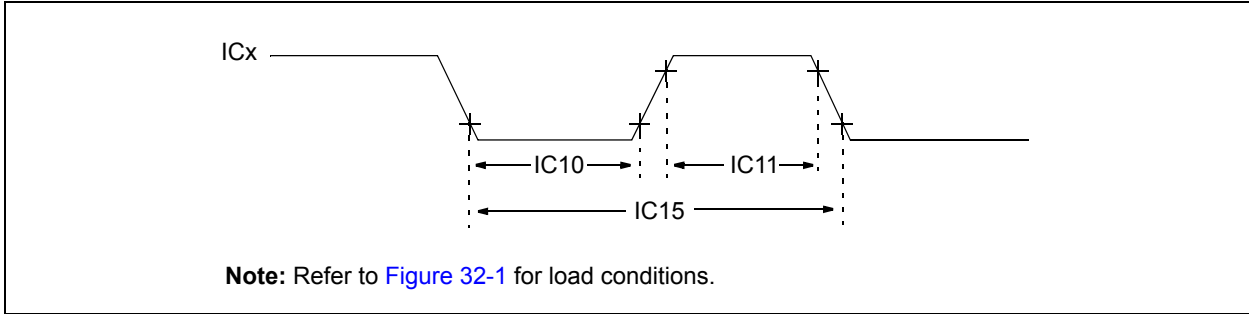 ICx
IC10
IC11
IC15
Note: Refer to Figure 32-1 for load conditions.